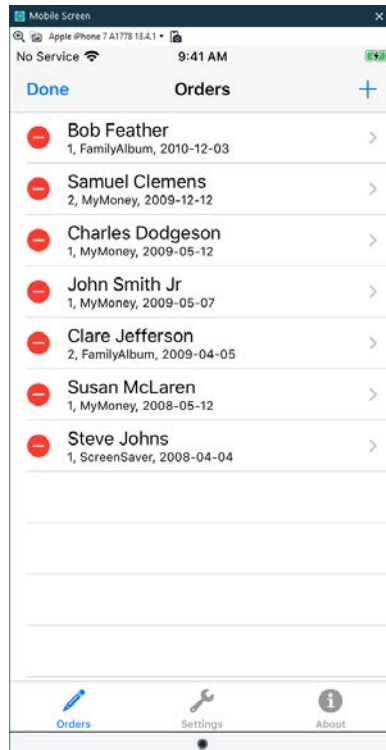 Mobile Screen
Apple iPhone 7 A1778 13.4.1
No Service 9:41 AM
Done Orders
Bob Feather
1, FamilyAlbum, 2010-12-03
Samuel Clemens
2, MyMoney, 2009-12-12
Charles Dodgeson
1, MyMoney, 2009-05-12
John Smith Jr
1, MyMoney, 2009-05-07
Clare Jefferson
2, FamilyAlbum, 2009-04-05
Susan McLaren
1, MyMoney, 2008-05-12
Steve Johns
1, ScreenSaver, 2008-04-04
Orders Settings About